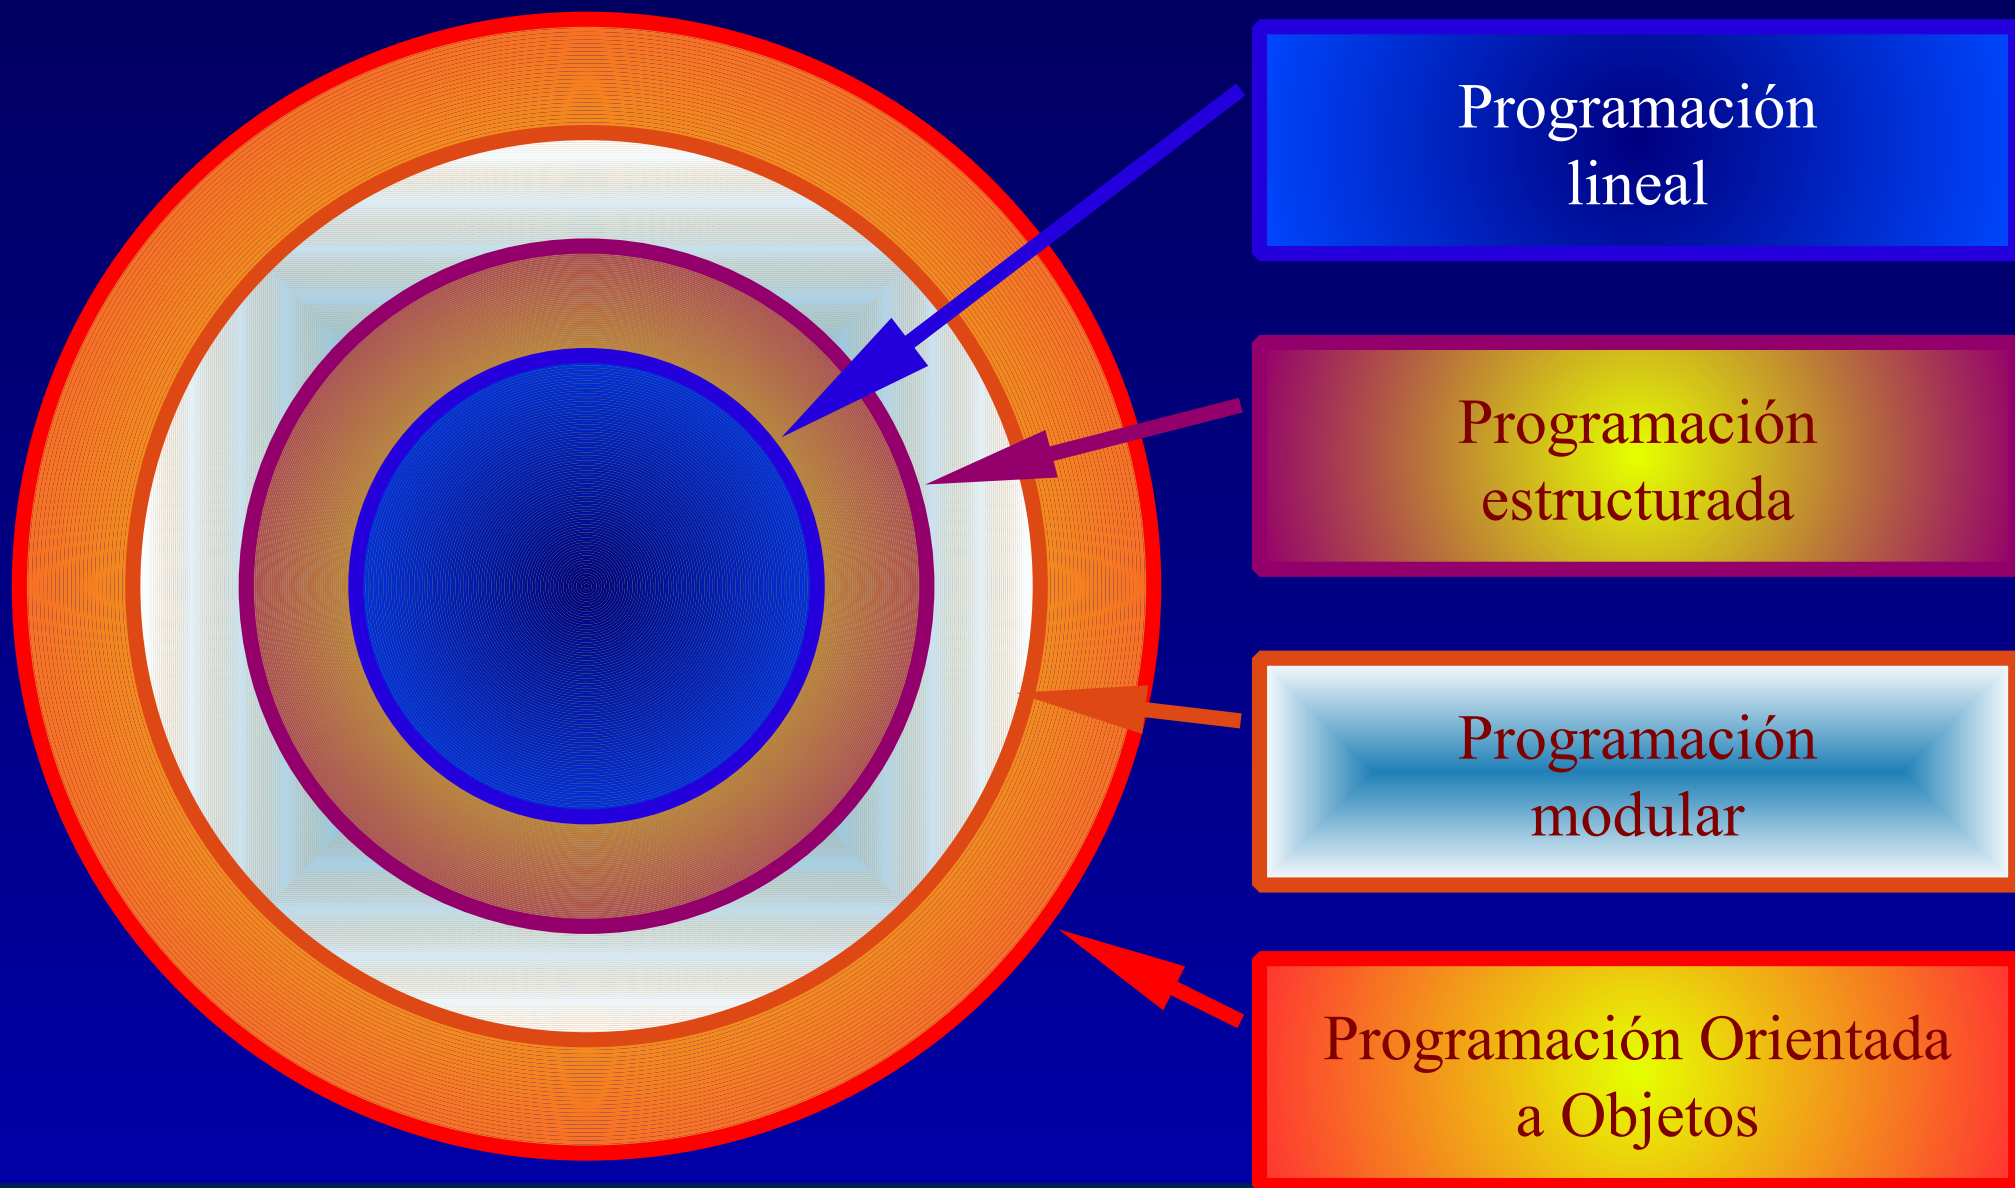 Programación
lineal
Programación
estructurada
Programación
modular
Programación Orientada
a Objetos